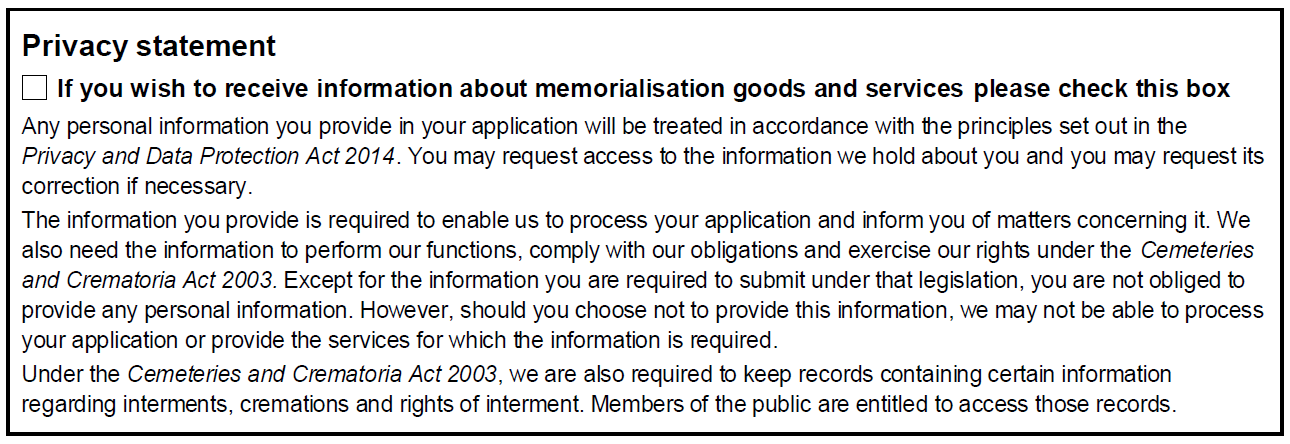 Privacy statement
If you wish to receive information about memorialisation goods and services please check this box
Any personal information you provide in your application will be treated in accordance with the principles set out in the
Privacy and Data Protection Act 2014. You may request access to the information we hold about you and you may request its
correction if necessary.
The information you provide is required to enable us to process your application and inform you of matters concerning it. We
also need the information to perform our functions, comply with our obligations and exercise our rights under the Cemeteries
and Crematoria Act 2003. Except for the information you are required to submit under that legislation, you are not obliged to
provide any personal information. However, should you choose not to provide this information, we may not be able to process
your application or provide the services for which the information is required.
Under the Cemeteries and Crematoria Act 2003, we are also required to keep records containing certain information
regarding interments, cremations and rights of interment. Members of the public are entitled to access those records.